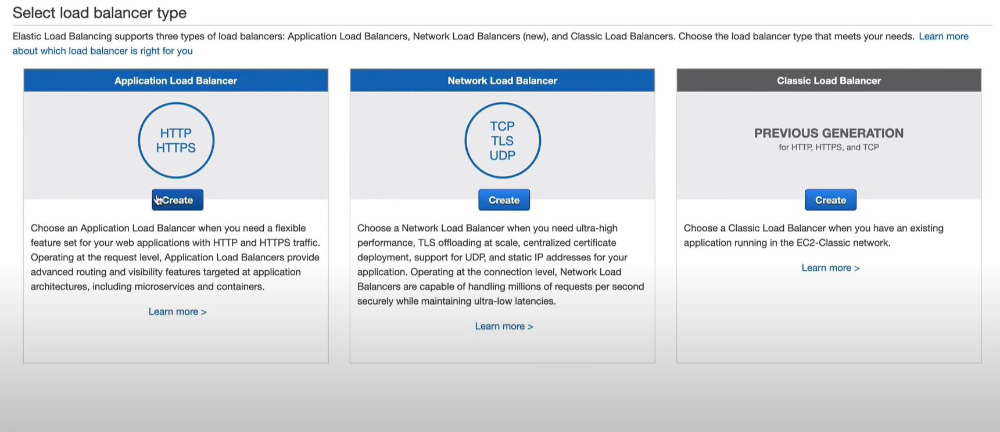 Select load balancer type
Elastic Load Balancing supports three types of load balancers: Application Load Balancers, Network Load Balancers (new), and Classic Load Balancers. Choose the load balancer type that meets your needs. Learn more
about which load balancer is right for you
Application Load Balancer
HTTP
HTTPS
Create
Choose an Application Load Balancer when you need a flexible
feature set for your web applications with HTTP and HTTPS traffic.
Operating at the request level, Application Load Balancers provide
advanced routing and visibility features targeted at application
architectures, including microservices and containers.
Learn more >
Network Load Balancer
TCP
TLS
UDP
Create
Choose a Network Load Balancer when you need ultra-high
performance, TLS offloading at scale, centralized certificate
deployment, support for UDP, and static IP addresses for your
application. Operating at the connection level, Network Load
Balancers are capable of handling millions of requests per second
securely while maintaining ultra-low latencies.
Learn more >
Classic Load Balancer
PREVIOUS GENERATION
for HTTP, HTTPS, and TCP
Create
Choose a Classic Load Balancer when you have an existing
application running in the EC2-Classic network.
Learn more >